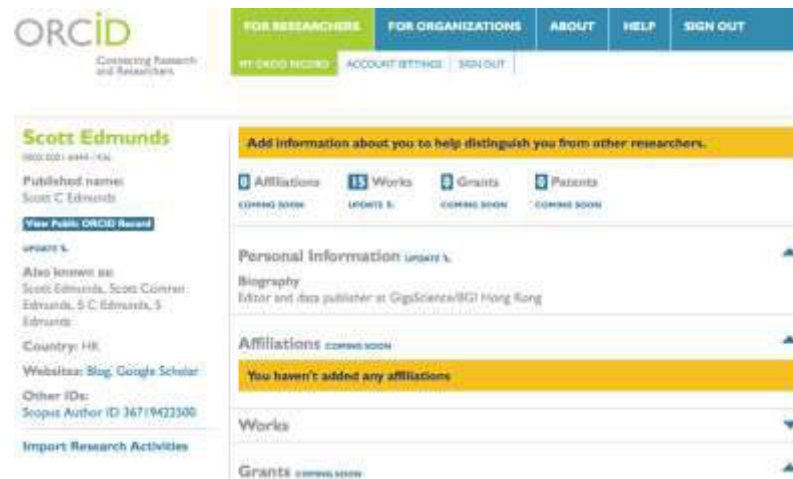 ORCID
Connecting Research
and Researchers
FOR RESEARCHERS FOR ORGANIZATIONS ABOUT HELP SIGN OUT
MY ORCID RECORD ACCOUNT SETTINGS SIGN OUT
Scott Edmunds
Published name:
Scott C Edmunds
View Public ORCID Record
UPDATE
Also known as:
Scott Edmunds, Scott Conner
Edmunds, S C Edmunds, S
Edmunds
Country: HK
Websites: Blog, Google Scholar
Other IDs:
Scopus Author ID 36719422500
Import Research Activities
Add information about you to help distinguish you from other researchers.
0 Affiliations 15 Works 0 Grants 0 Patents
COMING SOON UPDATE COMING SOON COMING SOON
Personal Information UPDATE
Biography
Editor and data publisher at GigaScience/BGI Hong Kong
Affiliations COMING SOON
You haven't added any affiliations
Works
Grants COMING SOON